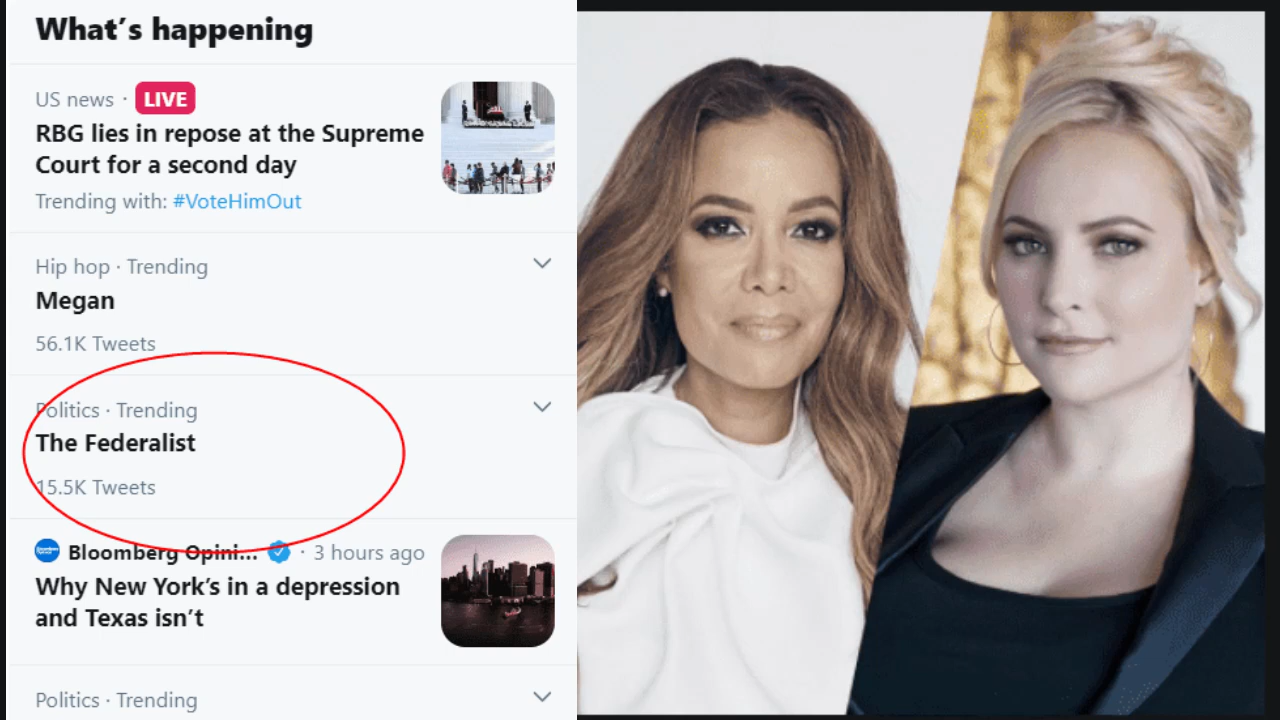 What's happening
US news · LIVE
RBG lies in repose at the Supreme
Court for a second day
Trending with: #VoteHimOut
Hip hop · Trending
Megan
56.1K Tweets
Politics · Trending
The Federalist
15.5K Tweets
Bloomberg Opini... · 3 hours ago
Why New York's in a depression
and Texas isn't
Politics · Trending